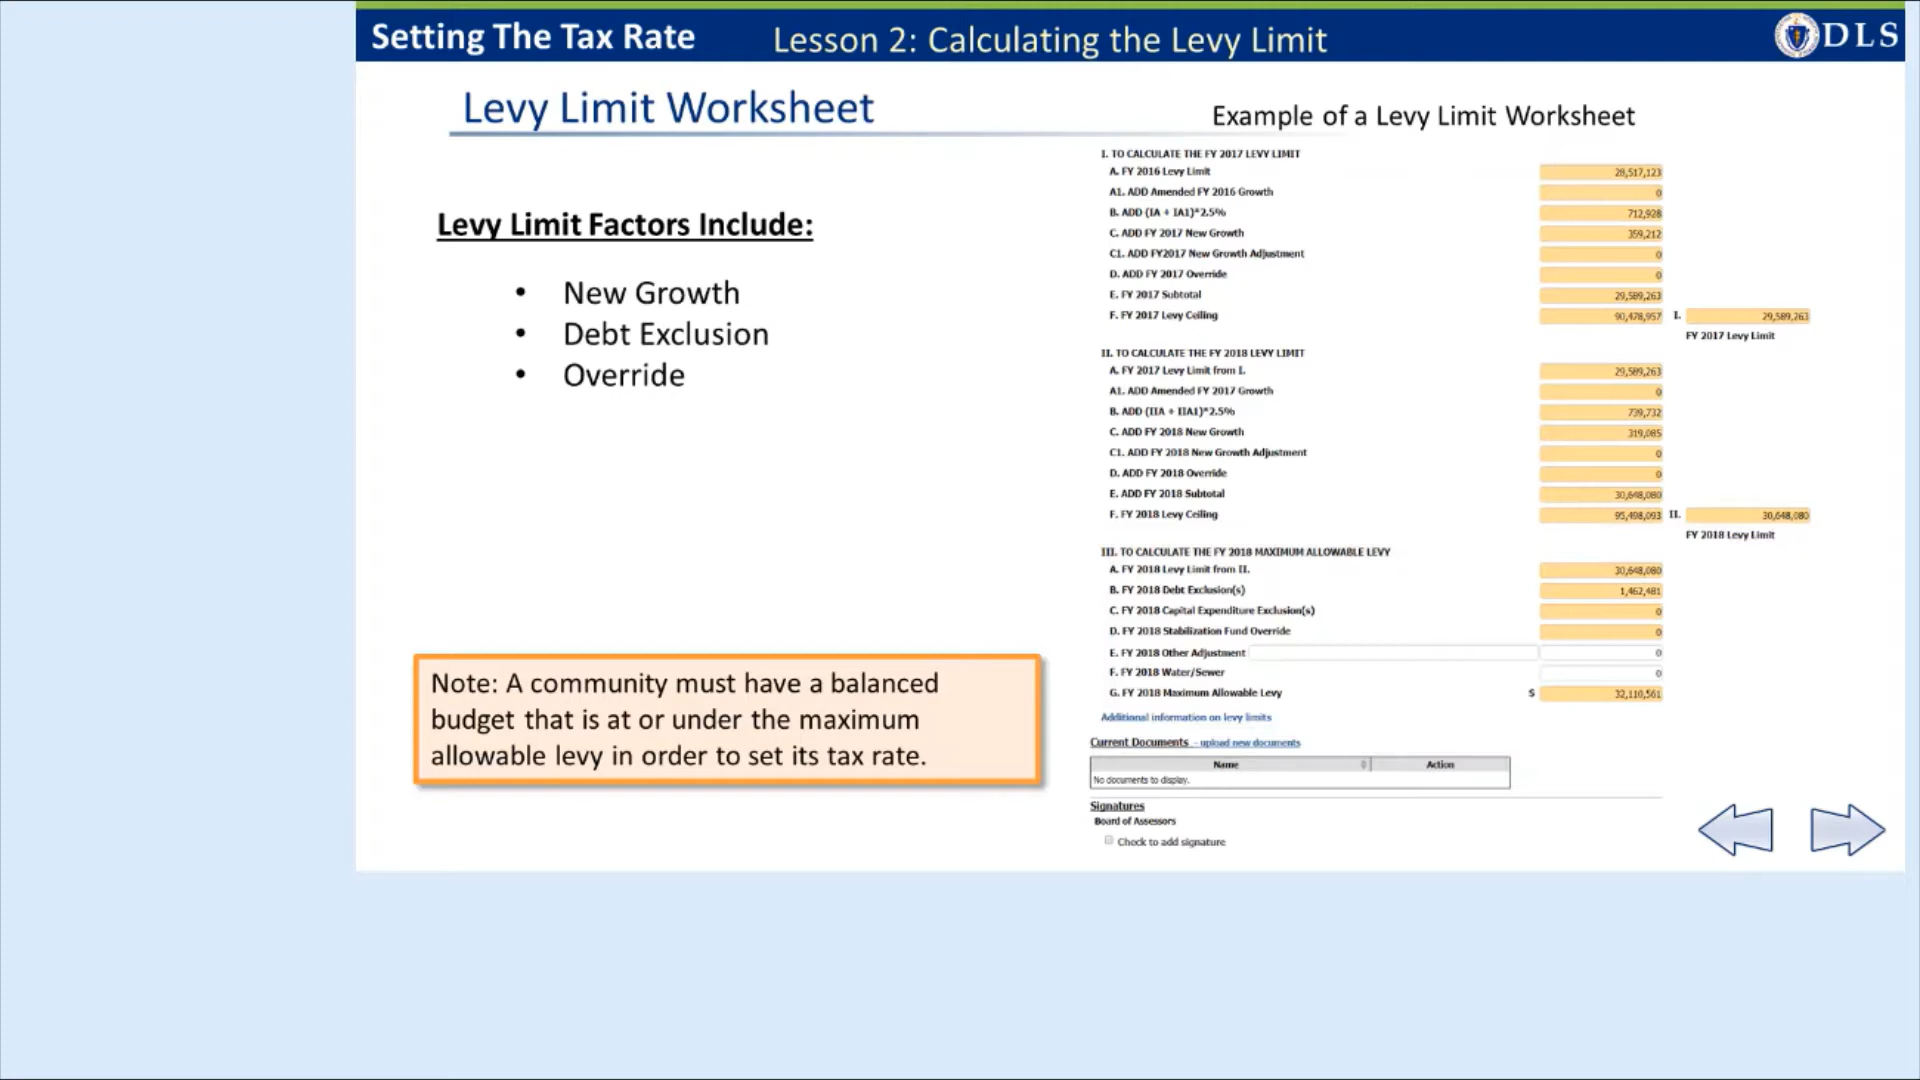 Setting The Tax Rate
Lesson 2: Calculating the Levy Limit
DLS
Levy Limit Worksheet
Example of a Levy Limit Worksheet
Levy Limit Factors Include:
• New Growth
• Debt Exclusion
• Override
Note: A community must have a balanced
budget that is at or under the maximum
allowable levy in order to set its tax rate.
I. TO CALCULATE THE FY 2017 LEVY LIMIT
A. FY 2016 Levy Limit 28,517,123
A1. ADD Amended FY 2016 Growth 0
B. ADD (IA + IA1)*2.5% 712,928
C. ADD FY 2017 New Growth 359,212
C1. ADD FY2017 New Growth Adjustment 0
D. ADD FY 2017 Override 0
E. FY 2017 Subtotal 29,589,263
F. FY 2017 Levy Ceiling 90,478,957 I. 29,589,263
FY 2017 Levy Limit
II. TO CALCULATE THE FY 2018 LEVY LIMIT
A. FY 2017 Levy Limit from I. 29,589,263
A1. ADD Amended FY 2017 Growth 0
B. ADD (IIA + IIA1)*2.5% 739,732
C. ADD FY 2018 New Growth 319,085
C1. ADD FY 2018 New Growth Adjustment 0
D. ADD FY 2018 Override 0
E. ADD FY 2018 Subtotal 30,648,080
F. FY 2018 Levy Ceiling 95,498,093 II. 30,648,080
FY 2018 Levy Limit
III. TO CALCULATE THE FY 2018 MAXIMUM ALLOWABLE LEVY
A. FY 2018 Levy Limit from II. 30,648,080
B. FY 2018 Debt Exclusion(s) 1,462,481
C. FY 2018 Capital Expenditure Exclusion(s) 0
D. FY 2018 Stabilization Fund Override 0
E. FY 2018 Other Adjustment 0
F. FY 2018 Water/Sewer 0
G. FY 2018 Maximum Allowable Levy $ 32,110,561
Additional information on levy limits
Current Documents - upload new documents
Name Action
No documents to display.
Signatures
Board of Assessors
Check to add signature